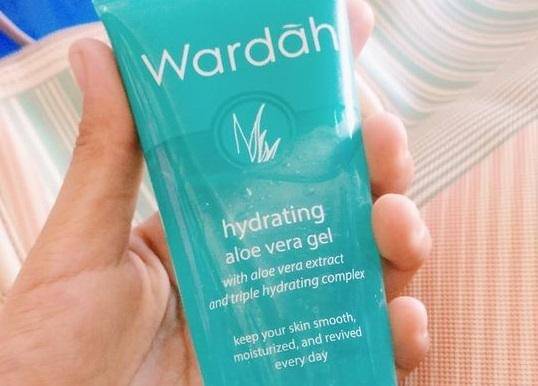 Wardāh
hydrating
aloe vera gel
with aloe vera extract
and triple hydrating complex
keep your skin smooth,
moisturized, and revived
every day